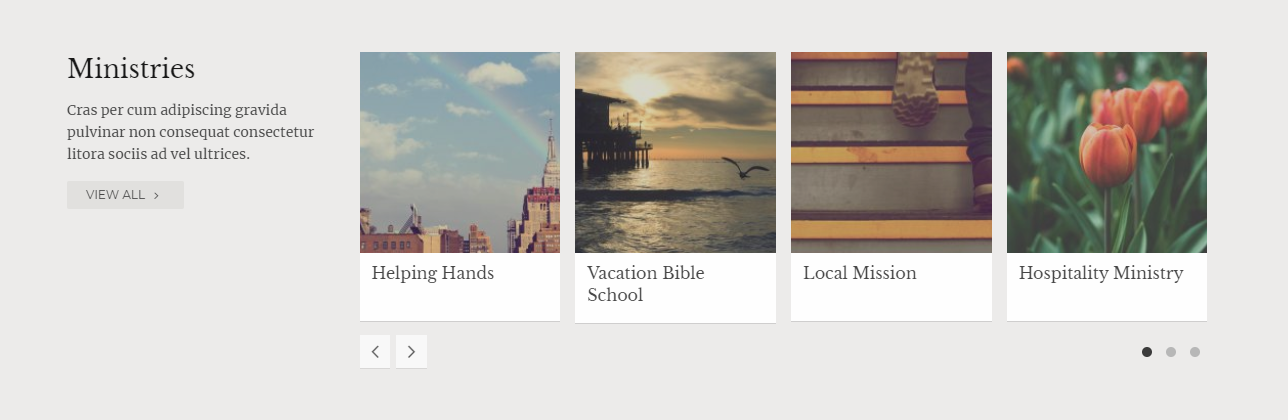 Ministries
Cras per cum adipiscing gravida
pulvinar non consequat consectetur
litora sociis ad vel ultrices.
VIEW ALL
Helping Hands
Vacation Bible
School
Local Mission
Hospitality Ministry